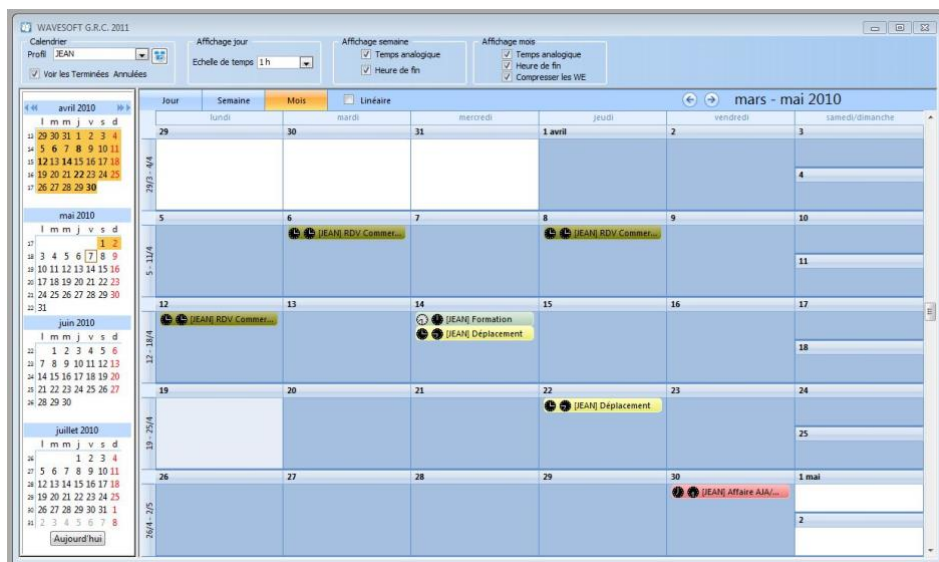 WAVESOFT G.R.C. 2011
Calendrier
Profil JEAN
Voir les Terminées Annulées
Affichage jour
Echelle de temps 1 h
Affichage semaine
Temps analogique
Heure de fin
Affichage mois
Temps analogique
Heure de fin
Compresser les WE
avril 2010
l m m j v s d
13 29 30 31 1 2 3 4
14 5 6 7 8 9 10 11
15 12 13 14 15 16 17 18
16 19 20 21 22 23 24 25
17 26 27 28 29 30
mai 2010
l m m j v s d
17 1 2
18 3 4 5 6 7 8 9
19 10 11 12 13 14 15 16
20 17 18 19 20 21 22 23
21 24 25 26 27 28 29 30
22 31
juin 2010
l m m j v s d
22 1 2 3 4 5 6
23 7 8 9 10 11 12 13
24 14 15 16 17 18 19 20
25 21 22 23 24 25 26 27
26 28 29 30
juillet 2010
l m m j v s d
26 1 2 3 4
27 5 6 7 8 9 10 11
28 12 13 14 15 16 17 18
29 19 20 21 22 23 24 25
30 26 27 28 29 30 31 1
31 2 3 4 5 6 7 8
Aujourd'hui
Jour Semaine Mois Linéaire mars - mai 2010
lundi mardi mercredi jeudi vendredi samedi/dimanche
29 30 31 1 avril 2 3
29/3 - 4/4
4
5 6 7 8 9 10
[JEAN] RDV Commer... [JEAN] RDV Commer...
5 - 11/4
11
12 13 14 15 16 17
[JEAN] RDV Commer... [JEAN] Formation
[JEAN] Déplacement
12 - 18/4
18
19 20 21 22 23 24
[JEAN] Déplacement
19 - 25/4
25
26 27 28 29 30 1 mai
[JEAN] Affaire AJA/...
26/4 - 2/5
2